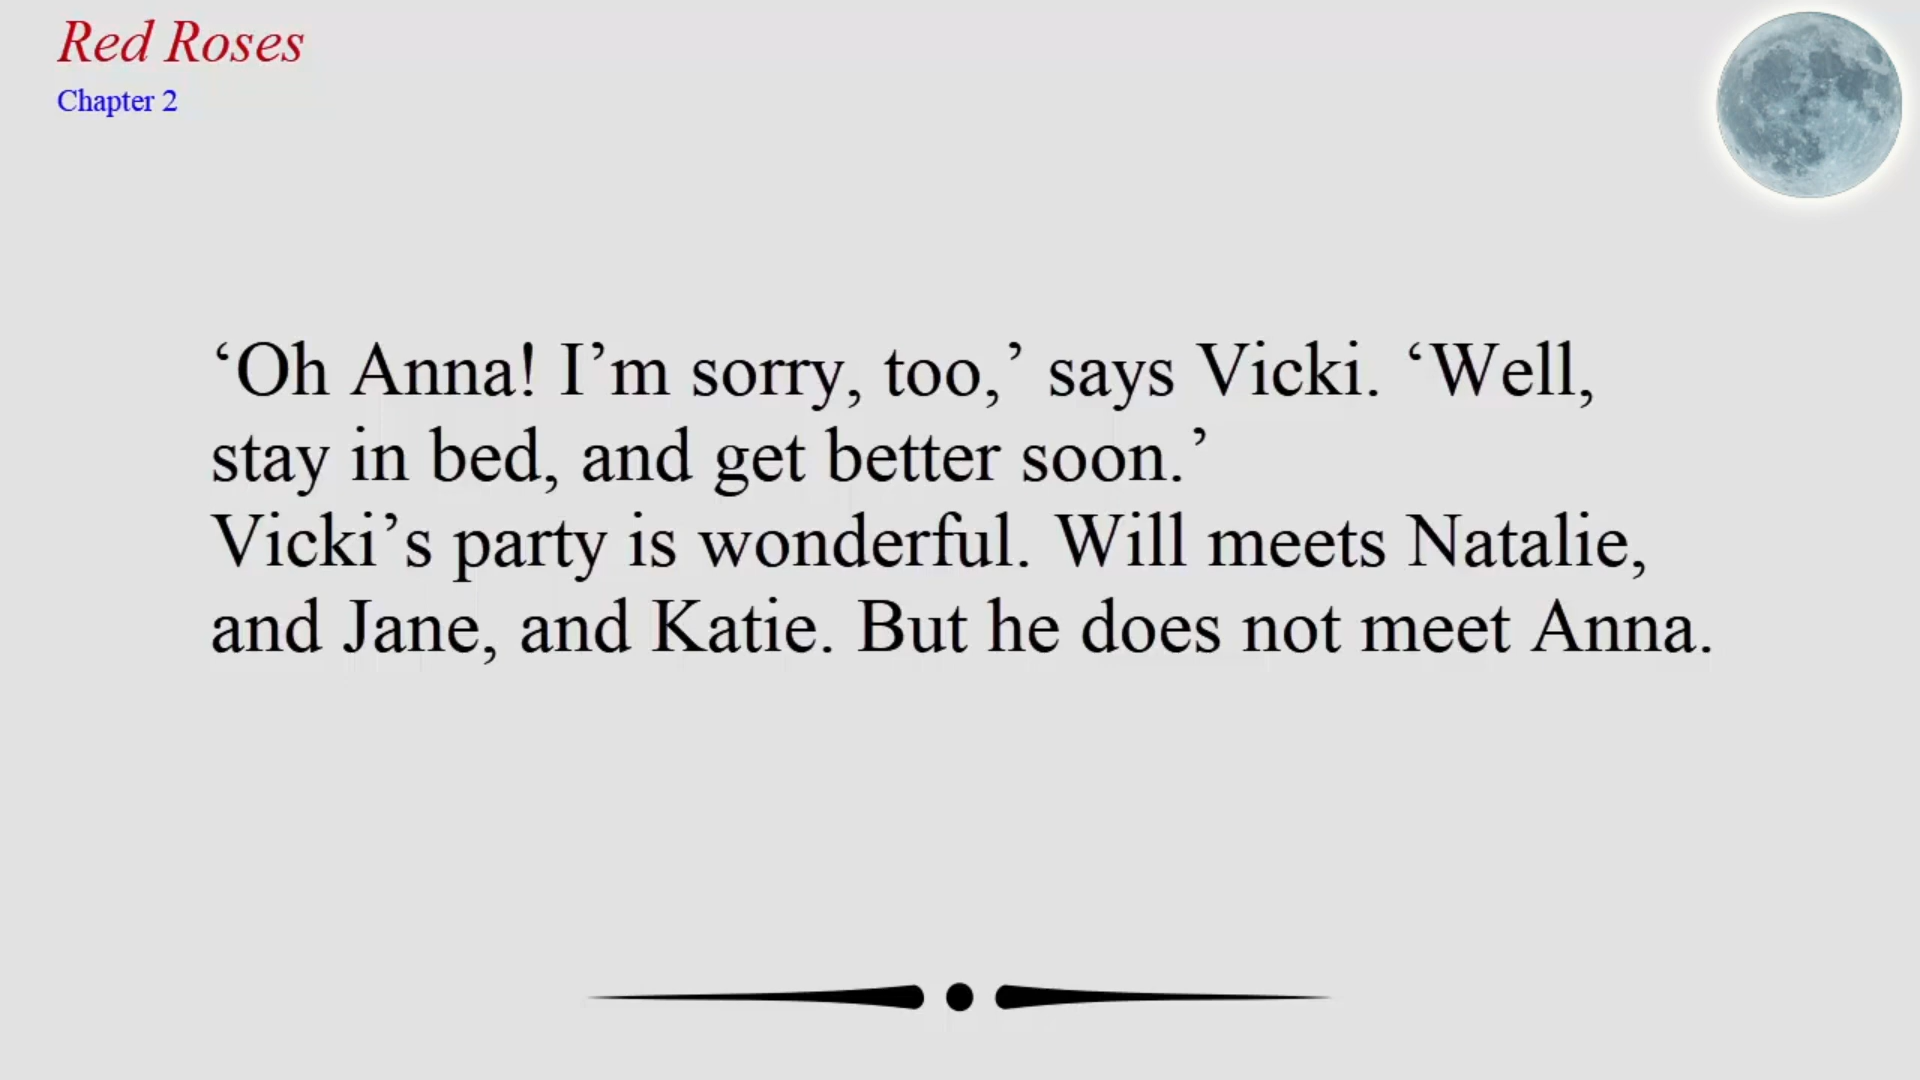 Red Roses
Chapter 2
‘Oh Anna! I’m sorry, too,’ says Vicki. ‘Well,
stay in bed, and get better soon.’
Vicki’s party is wonderful. Will meets Natalie,
and Jane, and Katie. But he does not meet Anna.